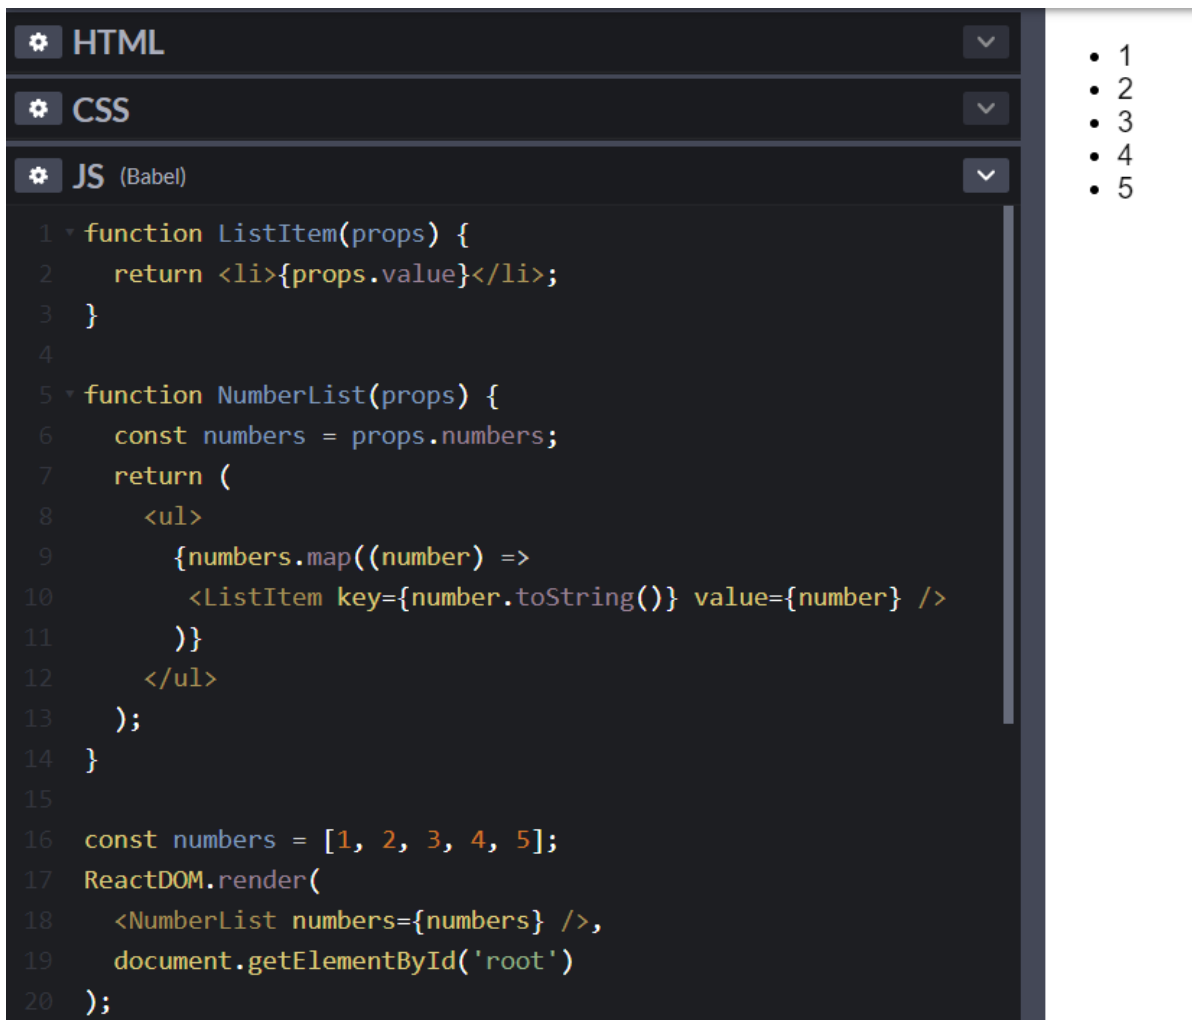 HTML
CSS
JS (Babel)
1 function ListItem(props) {
2   return <li>{props.value}</li>;
3 }
4
5 function NumberList(props) {
6   const numbers = props.numbers;
7   return (
8     <ul>
9       {numbers.map((number) =>
10        <ListItem key={number.toString()} value={number} />
11       )}
12     </ul>
13   );
14 }
15
16 const numbers = [1, 2, 3, 4, 5];
17 ReactDOM.render(
18   <NumberList numbers={numbers} />,
19   document.getElementById('root')
20 );
• 1
• 2
• 3
• 4
• 5